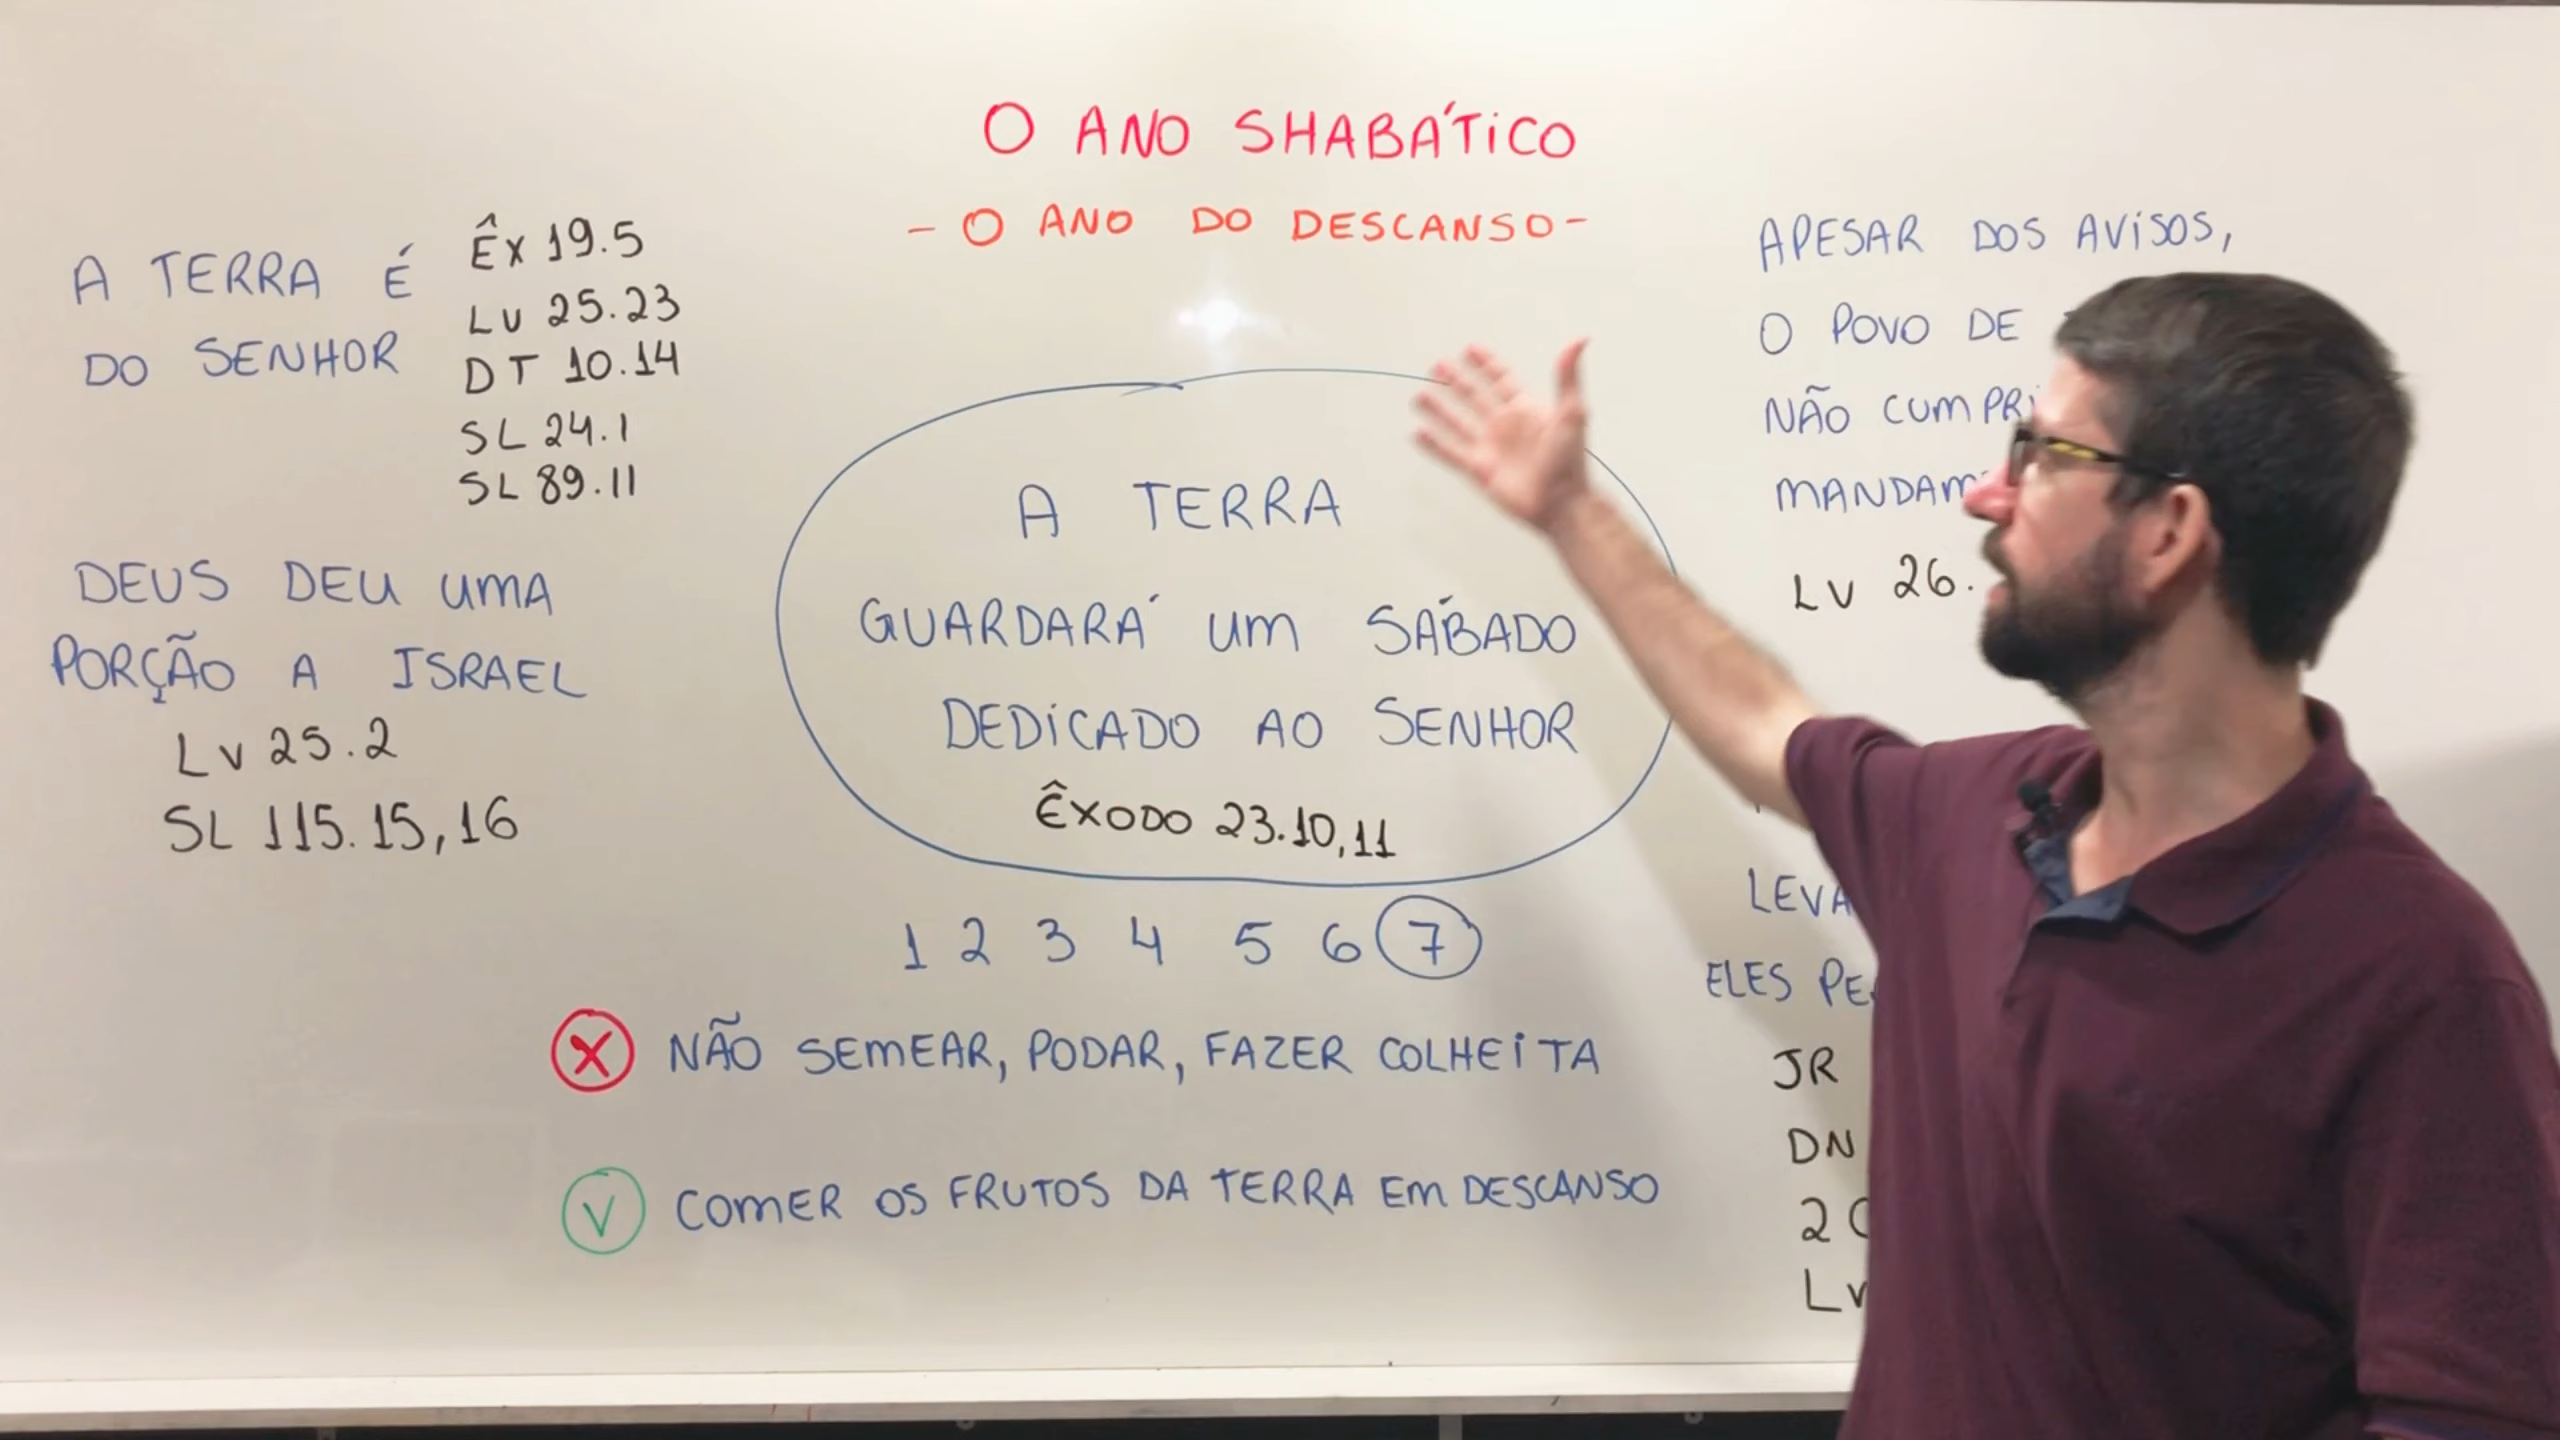 O ANO SHABÁTICO
- O ANO DO DESCANSO -
A TERRA É
DO SENHOR
ÊX 19.5
LV 25.23
DT 10.14
SL 24.1
SL 89.11
DEUS DEU UMA
PORÇÃO A ISRAEL
LV 25.2
SL 115.15,16
A TERRA
GUARDARÁ UM SÁBADO
DEDICADO AO SENHOR
ÊXODO 23.10,11
1 2 3 4 5 6 7
X NÃO SEMEAR, PODAR, FAZER COLHEITA
V COMER OS FRUTOS DA TERRA EM DESCANSO
APESAR DOS AVISOS,
O POVO DE
NÃO
LV 26.
ELES
JR
DN
2
LV